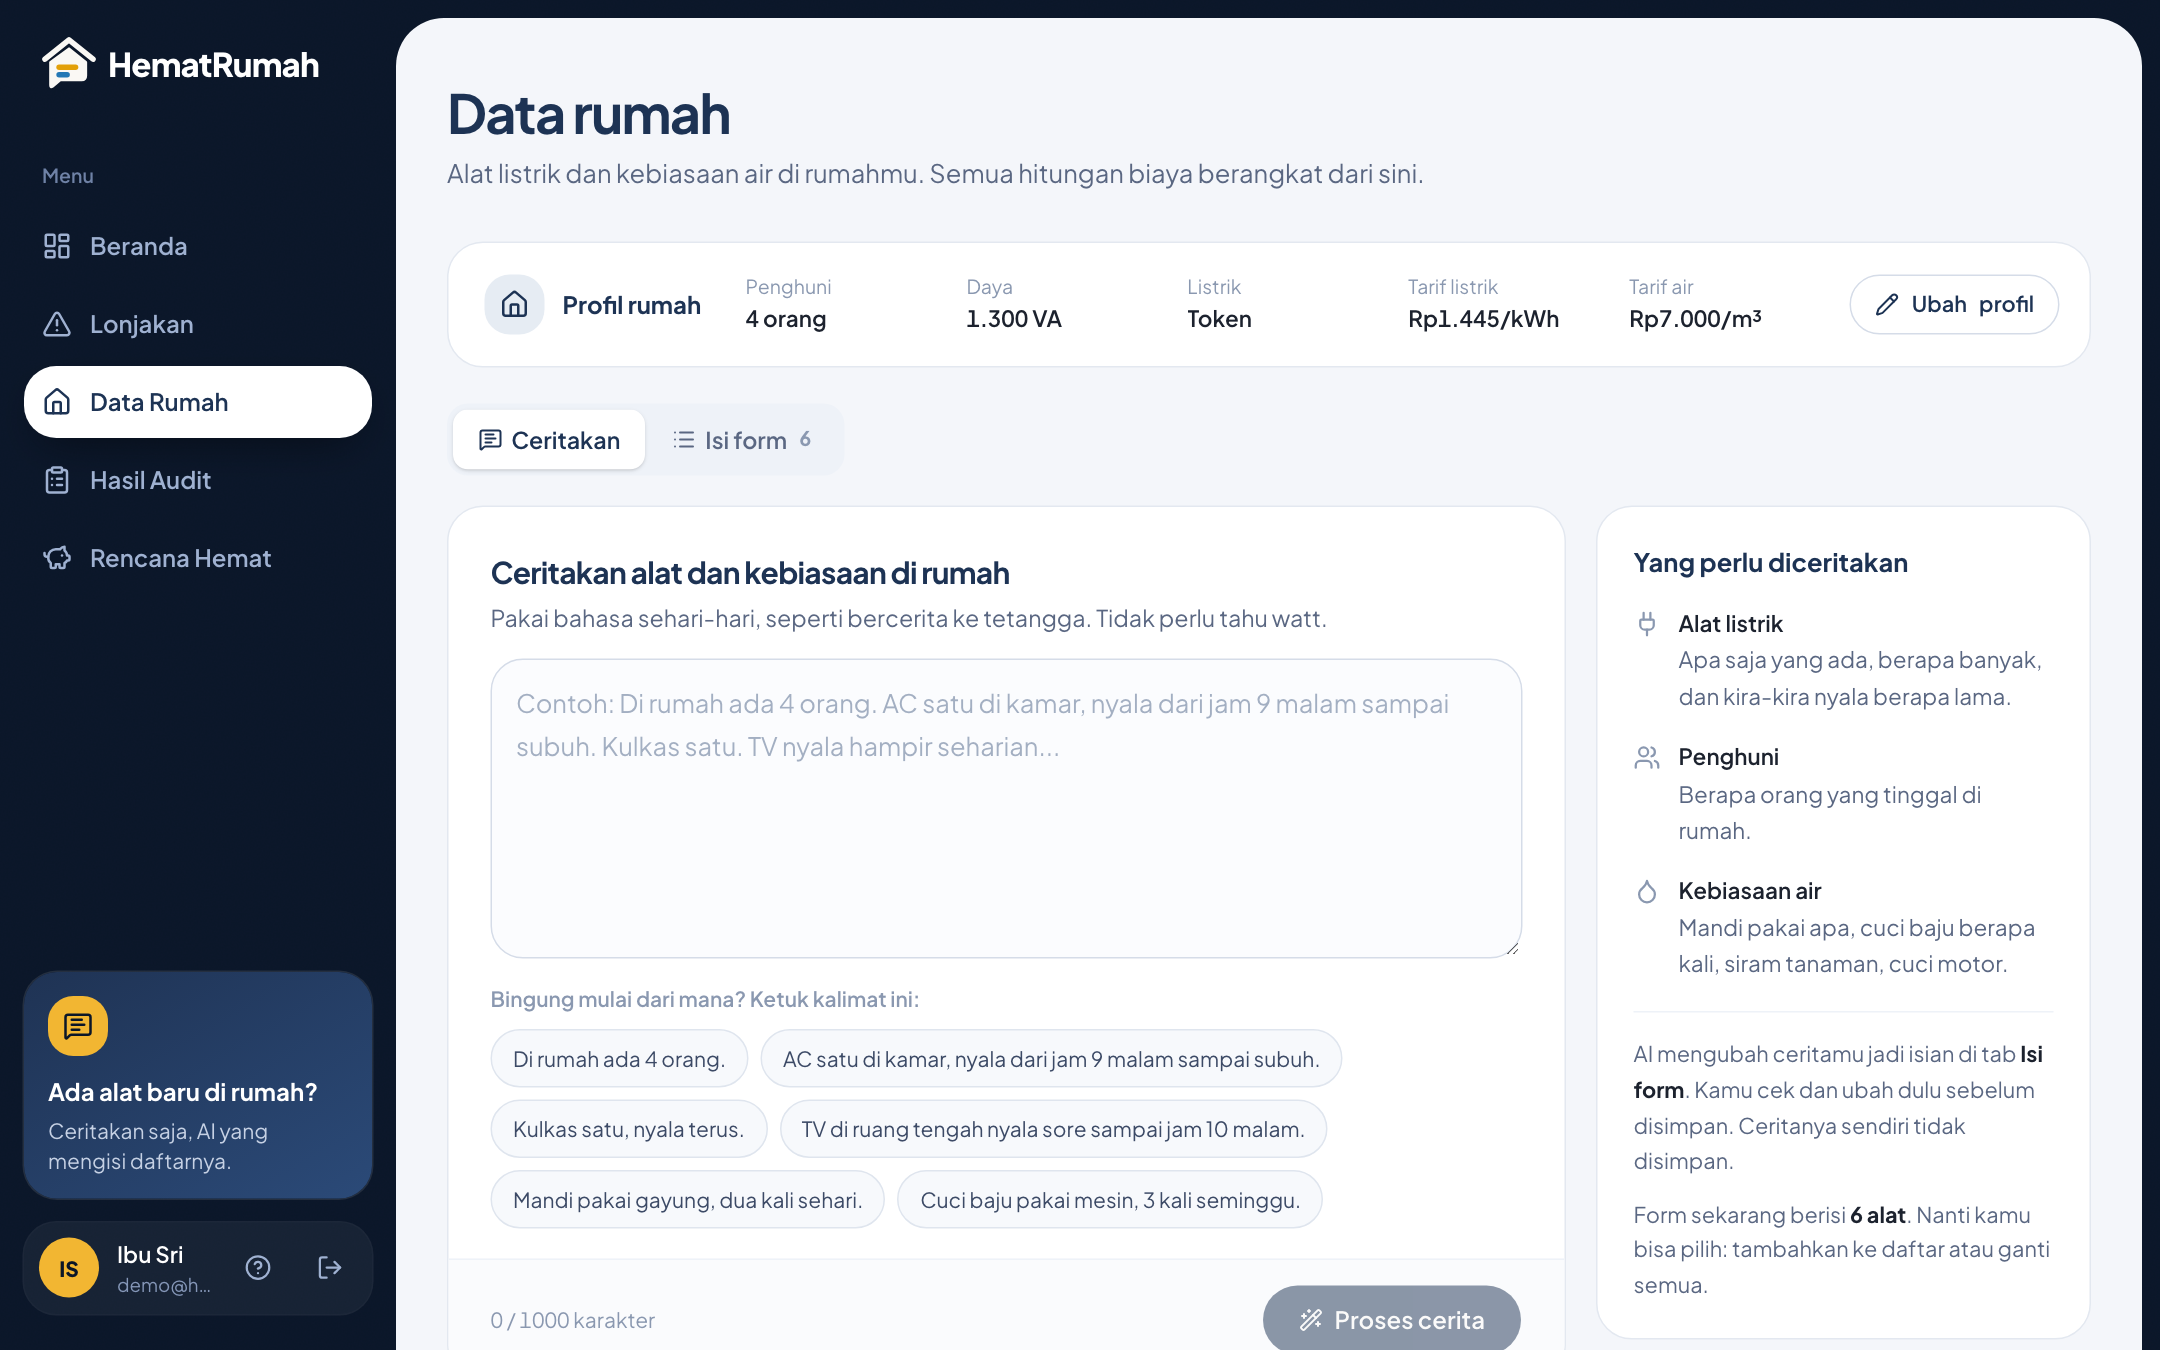 HematRumah
Menu
Beranda
Lonjakan
Data Rumah
Hasil Audit
Rencana Hemat
Ada alat baru di rumah?
Ceritakan saja, AI yang
mengisi daftarnya.
IS
Ibu Sri
demo@h...
Data rumah
Alat listrik dan kebiasaan air di rumahmu. Semua hitungan biaya berangkat dari sini.
Profil rumah
Penghuni
4 orang
Daya
1.300 VA
Listrik
Token
Tarif listrik
Rp1.445/kWh
Tarif air
Rp7.000/m³
Ubah profil
Ceritakan
Isi form 6
Ceritakan alat dan kebiasaan di rumah
Pakai bahasa sehari-hari, seperti bercerita ke tetangga. Tidak perlu tahu watt.
Contoh: Di rumah ada 4 orang. AC satu di kamar, nyala dari jam 9 malam sampai
subuh. Kulkas satu. TV nyala hampir seharian...
Bingung mulai dari mana? Ketuk kalimat ini:
Di rumah ada 4 orang.
AC satu di kamar, nyala dari jam 9 malam sampai subuh.
Kulkas satu, nyala terus.
TV di ruang tengah nyala sore sampai jam 10 malam.
Mandi pakai gayung, dua kali sehari.
Cuci baju pakai mesin, 3 kali seminggu.
0 / 1000 karakter
Proses cerita
Yang perlu diceritakan
Alat listrik
Apa saja yang ada, berapa banyak,
dan kira-kira nyala berapa lama.
Penghuni
Berapa orang yang tinggal di
rumah.
Kebiasaan air
Mandi pakai apa, cuci baju berapa
kali, siram tanaman, cuci motor.
AI mengubah ceritamu jadi isian di tab Isi
form. Kamu cek dan ubah dulu sebelum
disimpan. Ceritanya sendiri tidak
disimpan.
Form sekarang berisi 6 alat. Nanti kamu
bisa pilih: tambahkan ke daftar atau ganti
semua.